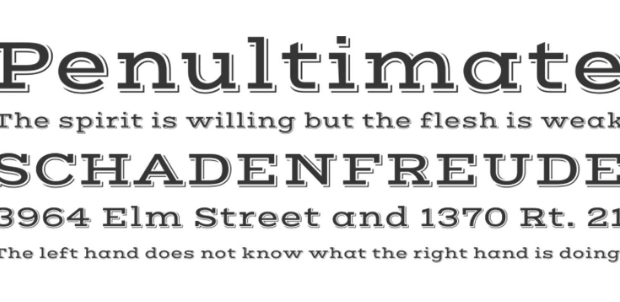 Penultimate
The spirit is willing but the flesh is weak
SCHADENFREUDE
3964 Elm Street and 1370 Rt. 21
The left hand does not know what the right hand is doing